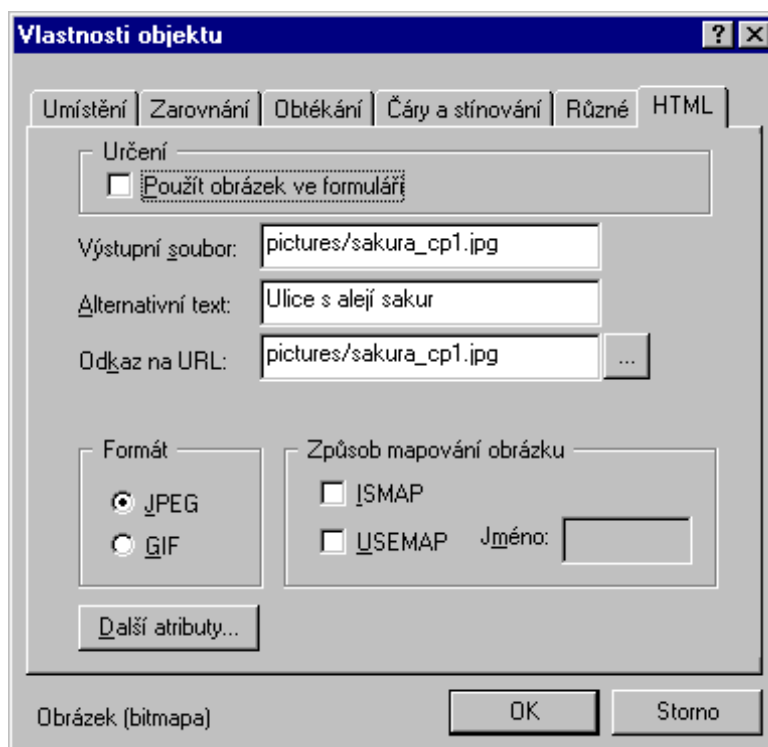 Vlastnosti objektu
Umístění Zarovnání Obtékání Čáry a stínování Různé HTML
Určení
Použít obrázek ve formuláři
Výstupní soubor: pictures/sakura_cp1.jpg
Alternativní text: Ulice s alejí sakur
Odkaz na URL: pictures/sakura_cp1.jpg ...
Formát Způsob mapování obrázku
JPEG ISMAP
GIF USEMAP Jméno:
Další atributy...
Obrázek (bitmapa) OK Storno